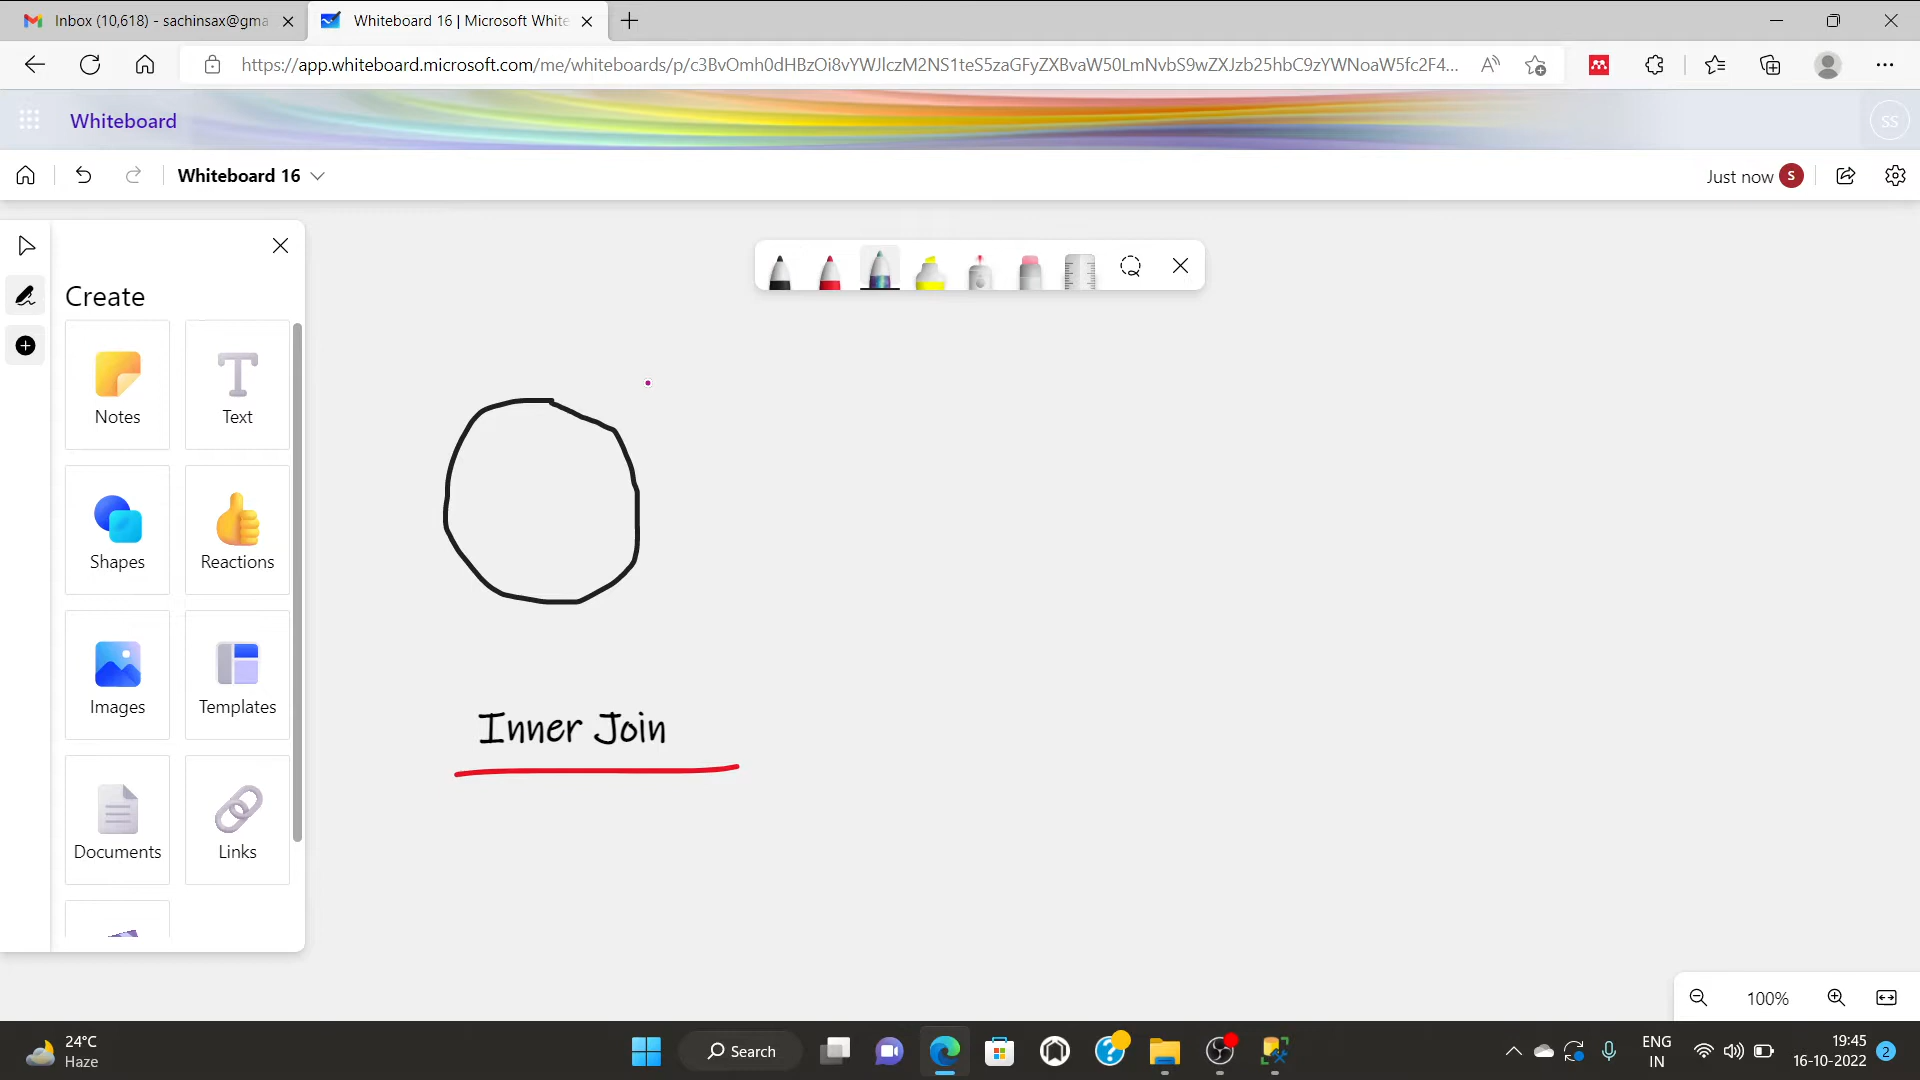 Inbox (10,618) - sachinsax@gma
Whiteboard 16 | Microsoft White
https://app.whiteboard.microsoft.com/me/whiteboards/p/c3BvOmh0dHBzOi8vYWJlczM2NS1teS5zaGFyZXBvaW50LmNvbS9wZXJzb25hbC9zYWNoaW5fc2F4...
Whiteboard
SS
Whiteboard 16
Just now S
Create
Notes
Text
Shapes
Reactions
Images
Templates
Documents
Links
Inner Join
100%
24°C
Haze
Search
ENG
IN
19:45
16-10-2022
2